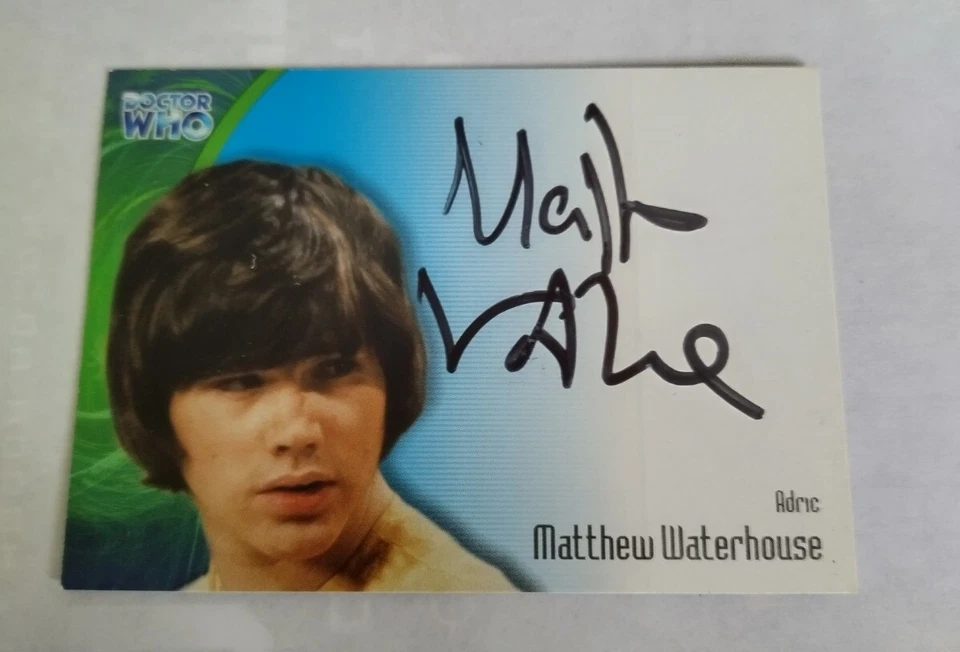 DOCTOR
WHO
Adric
Matthew Waterhouse